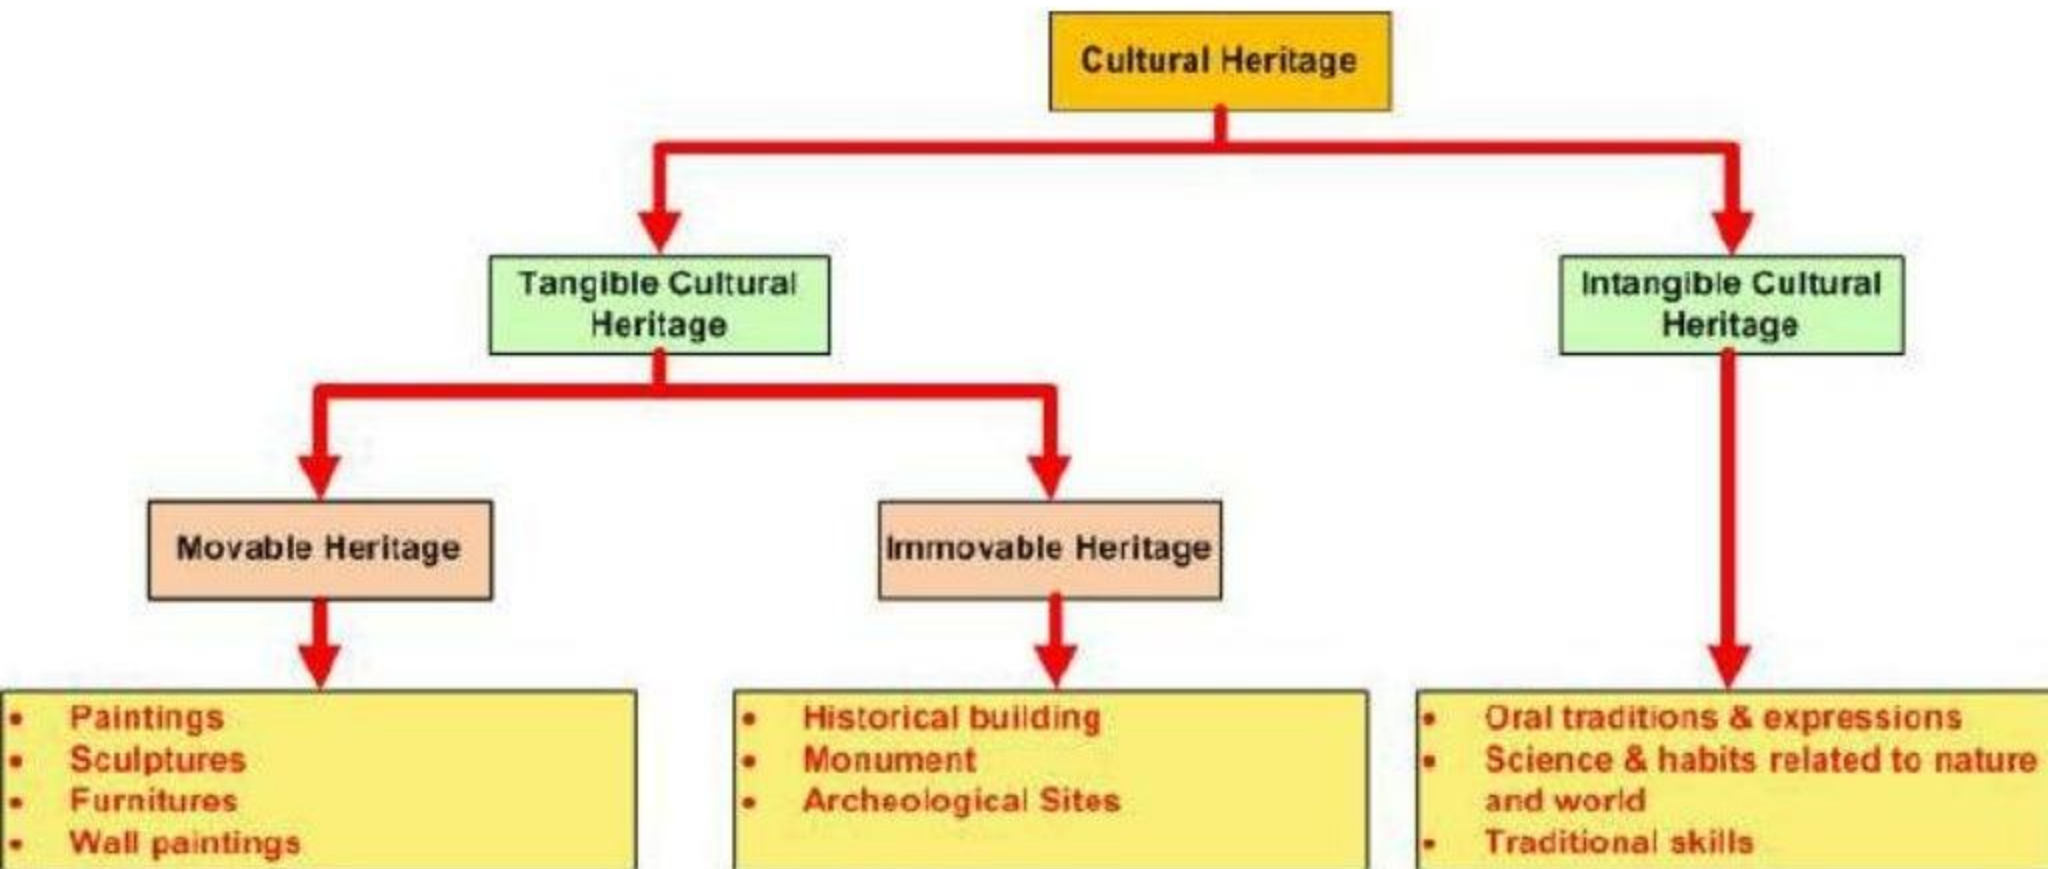 Cultural Heritage
Tangible Cultural
Heritage
Intangible Cultural
Heritage
Movable Heritage
Immovable Heritage
• Paintings
• Sculptures
• Furnitures
• Wall paintings
• Historical building
• Monument
• Archeological Sites
• Oral traditions & expressions
• Science & habits related to nature
and world
• Traditional skills